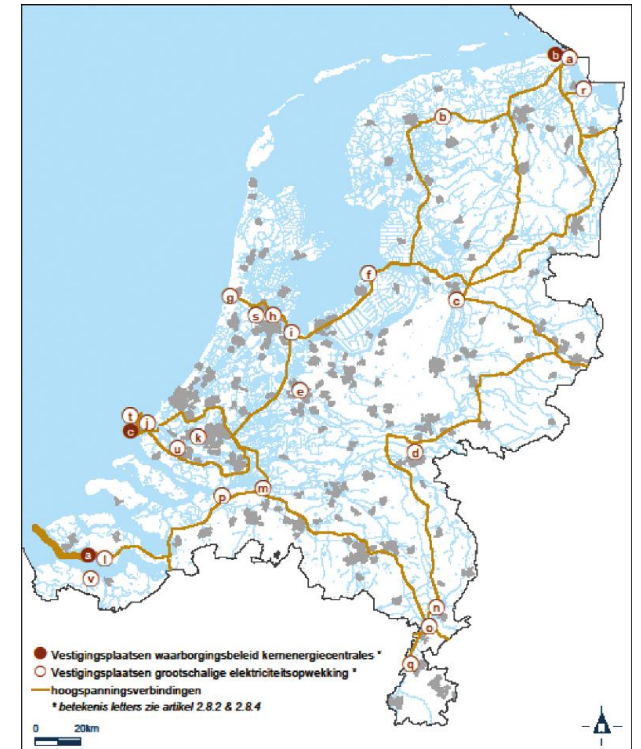 b a
r
b
f
c
g
s h
i
e
t j
c
k
u
d
m
p
a l
v
n
o
q
Vestigingsplaatsen waarborgingsbeleid kernenergiecentrales *
Vestigingsplaatsen grootschalige elektriciteitsopwekking *
hoogspanningsverbindingen
* betekenis letters zie artikel 2.8.2 & 2.8.4
0 20km